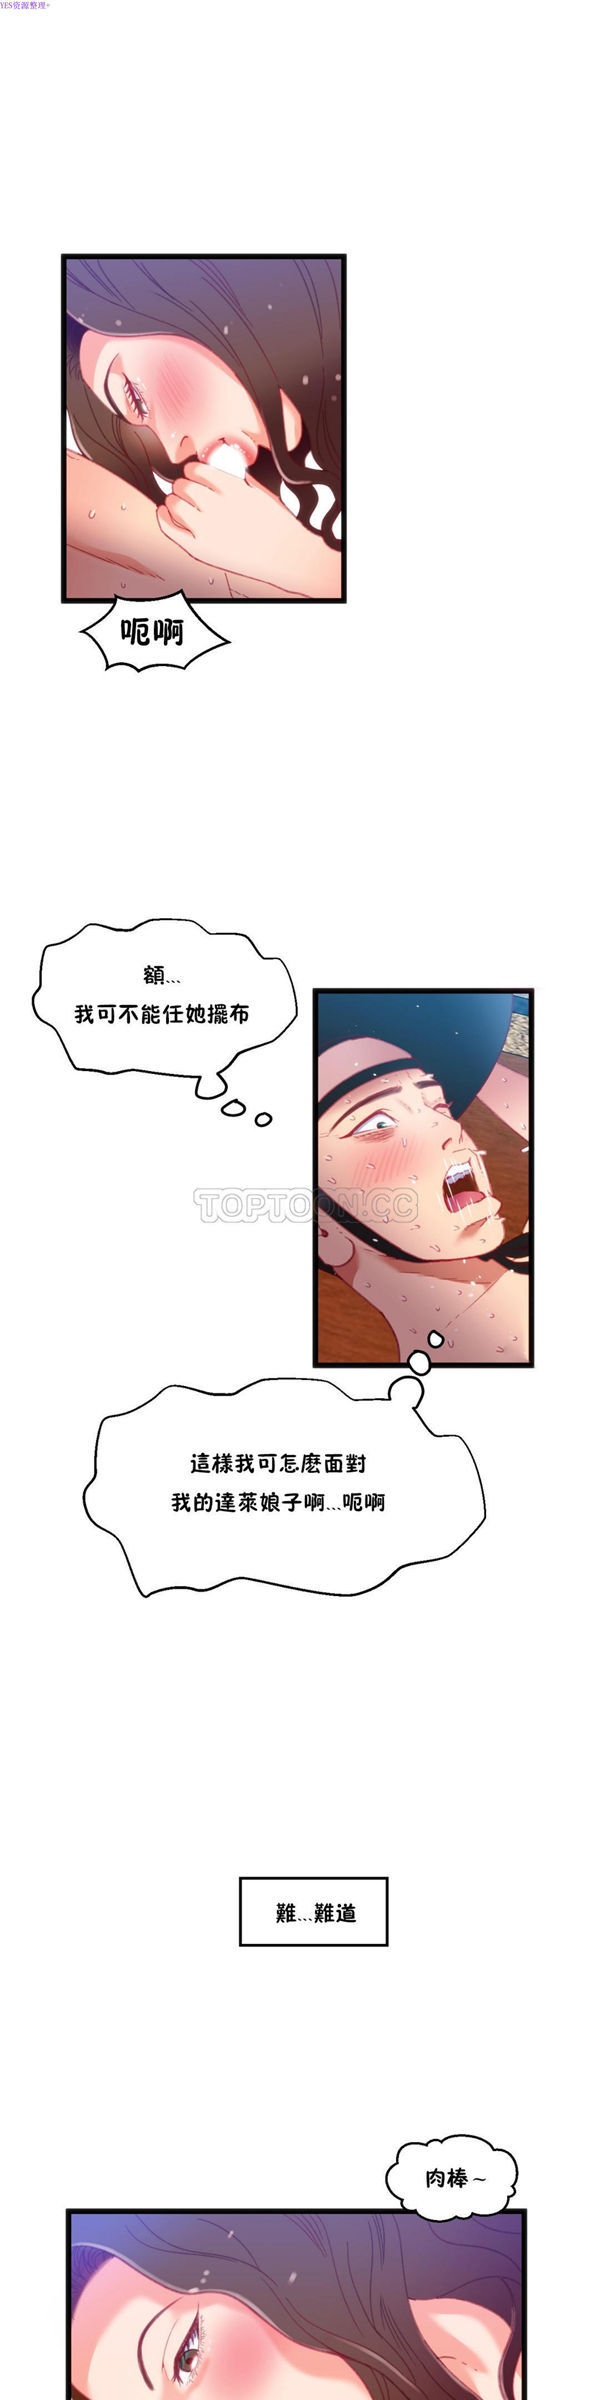 YES资源整理+
呃啊
額...
我可不能任她擺布
TOPTOON.CC
這樣我可怎麽面對
我的達萊娘子啊...呃啊
難...難道
肉棒~